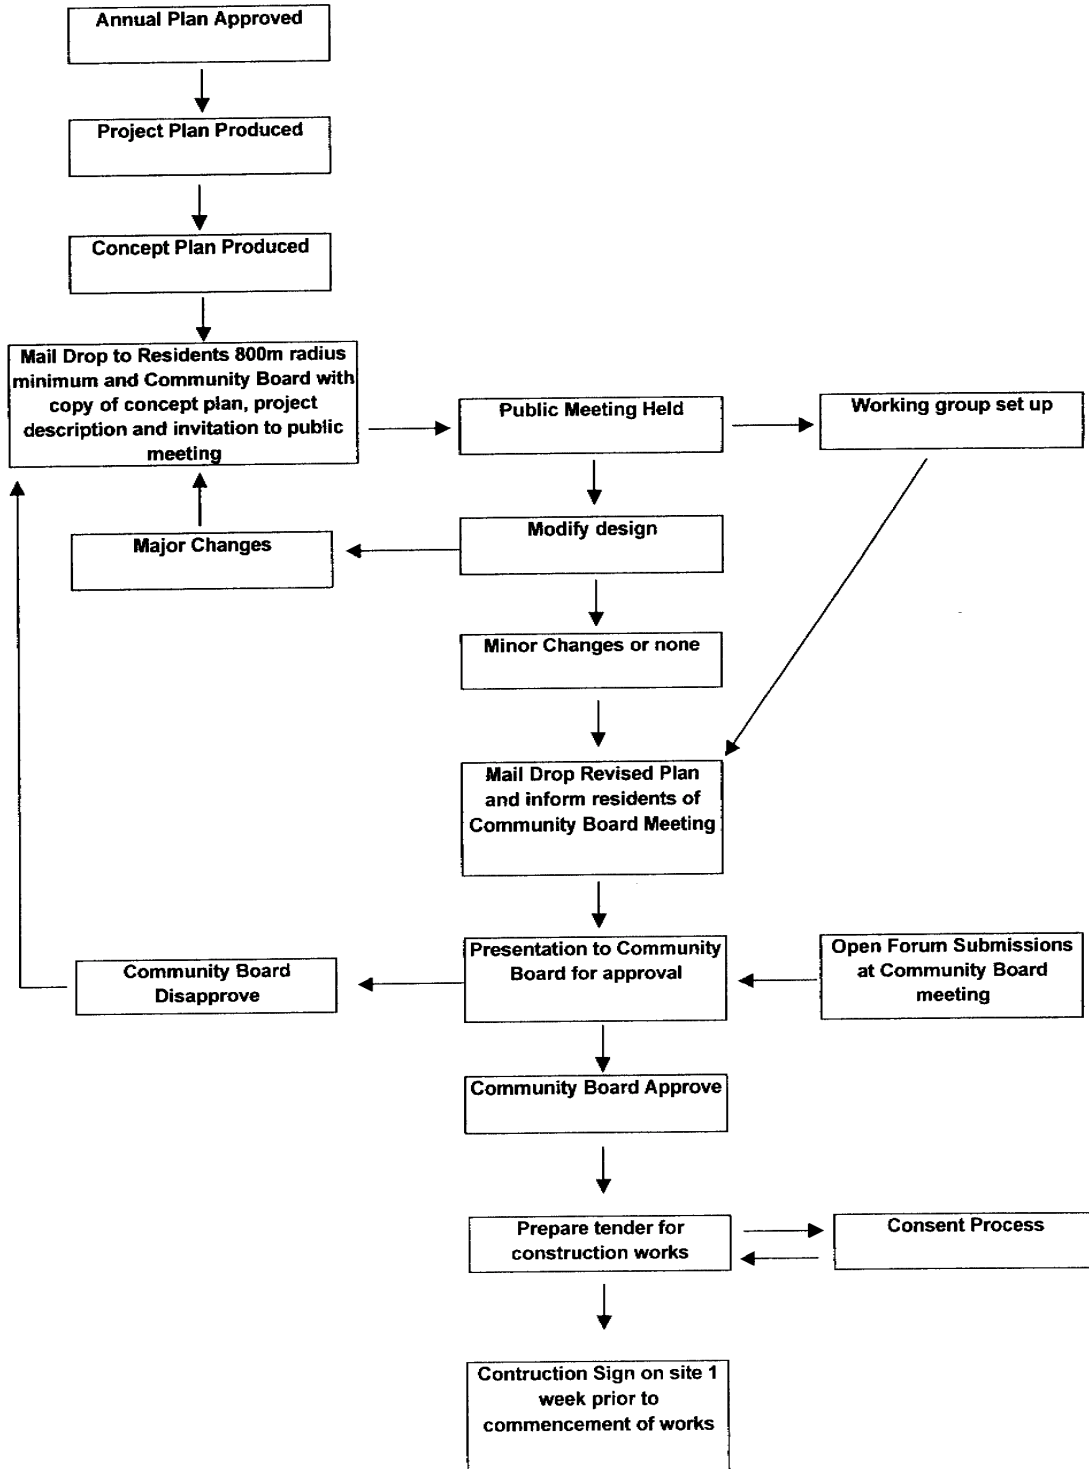 Annual Plan Approved
Project Plan Produced
Concept Plan Produced
Mail Drop to Residents 800m radius
minimum and Community Board with
copy of concept plan, project
description and invitation to public
meeting
Public Meeting Held
Working group set up
Major Changes
Modify design
Minor Changes or none
Mail Drop Revised Plan
and inform residents of
Community Board Meeting
Community Board
Disapprove
Presentation to Community
Board for approval
Open Forum Submissions
at Community Board
meeting
Community Board Approve
Prepare tender for
construction works
Consent Process
Contruction Sign on site 1
week prior to
commencement of works